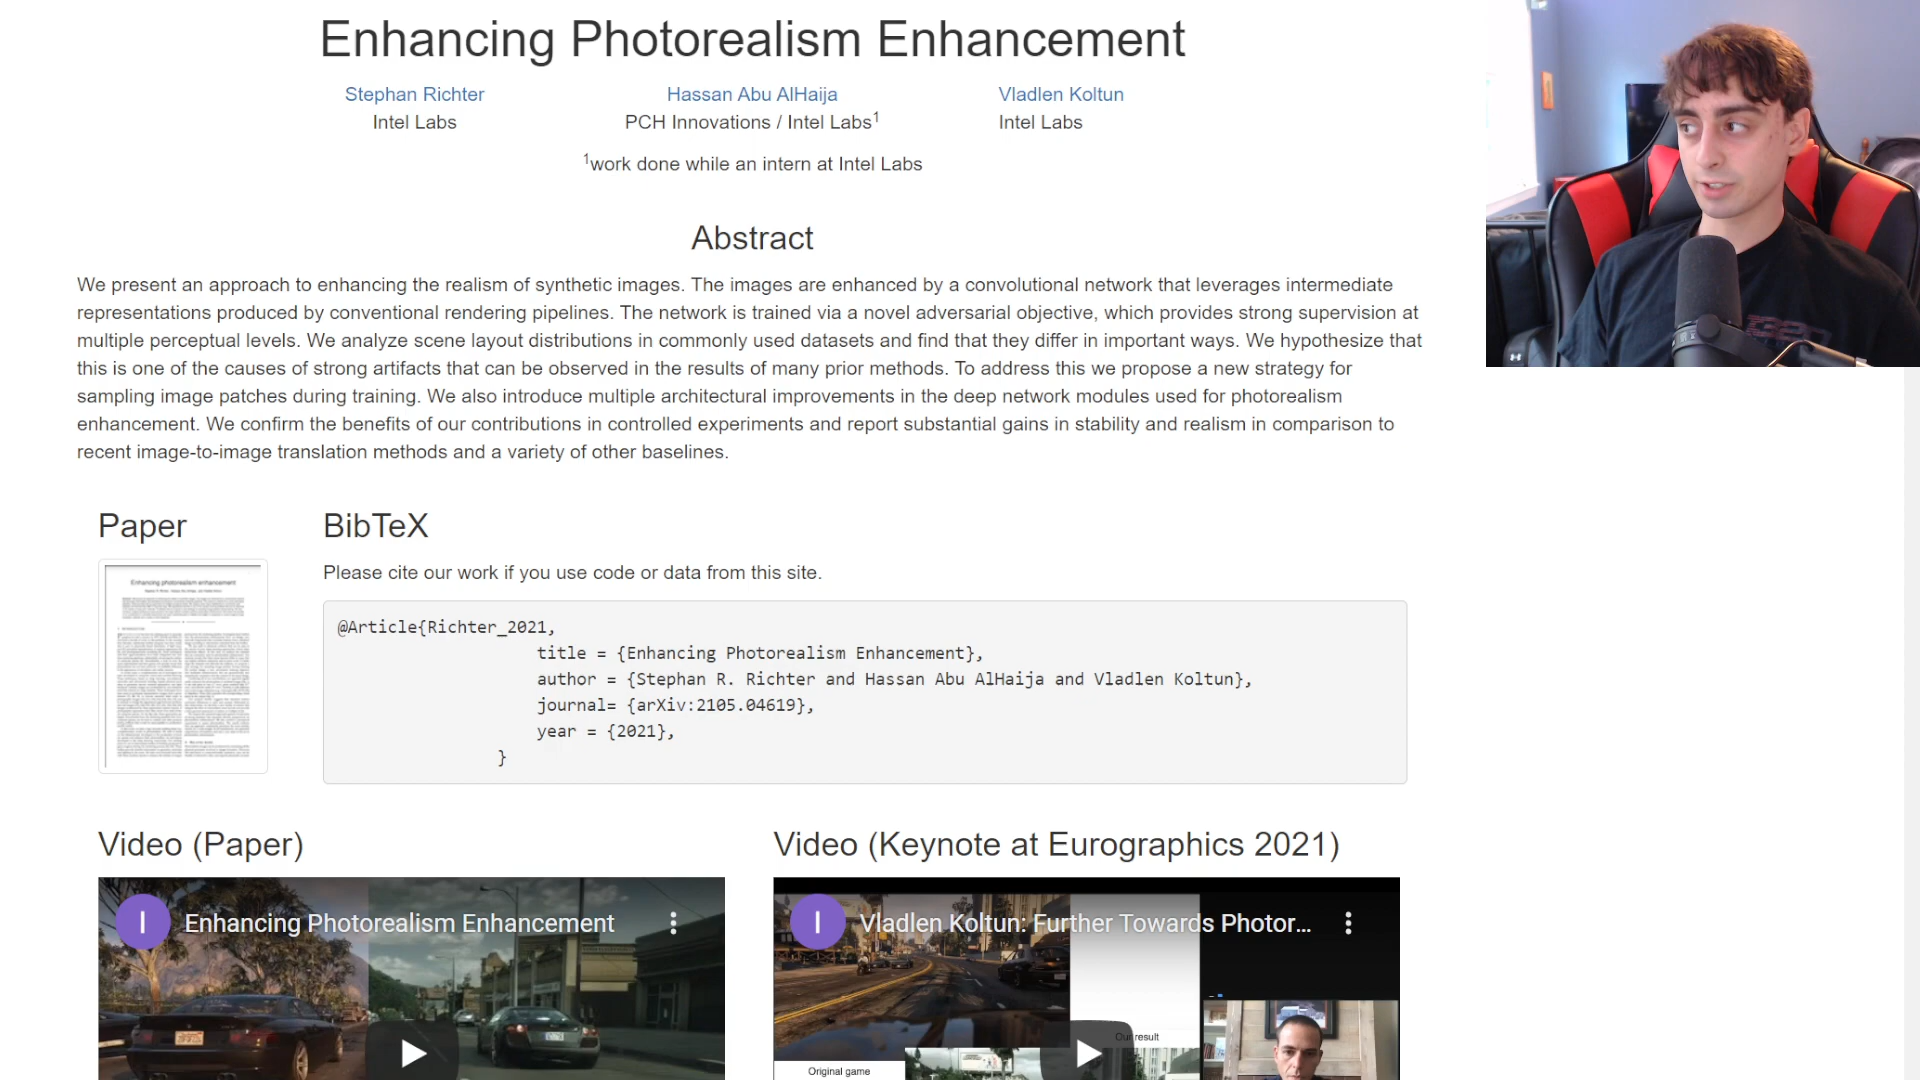 Enhancing Photorealism Enhancement
Stephan Richter
Hassan Abu AlHaija
Vladlen Koltun
Intel Labs
PCH Innovations / Intel Labs1
Intel Labs
1work done while an intern at Intel Labs
Abstract
We present an approach to enhancing the realism of synthetic images. The images are enhanced by a convolutional network that leverages intermediate
representations produced by conventional rendering pipelines. The network is trained via a novel adversarial objective, which provides strong supervision at
multiple perceptual levels. We analyze scene layout distributions in commonly used datasets and find that they differ in important ways. We hypothesize that
this is one of the causes of strong artifacts that can be observed in the results of many prior methods. To address this we propose a new strategy for
sampling image patches during training. We also introduce multiple architectural improvements in the deep network modules used for photorealism
enhancement. We confirm the benefits of our contributions in controlled experiments and report substantial gains in stability and realism in comparison to
recent image-to-image translation methods and a variety of other baselines.
Paper
BibTeX
Enhancing photorealism enhancement
Please cite our work if you use code or data from this site.
@Article{Richter_2021,
title = {Enhancing Photorealism Enhancement},
author = {Stephan R. Richter and Hassan Abu AlHaija and Vladlen Koltun},
journal= {arXiv:2105.04619},
year = {2021},
}
Video (Paper)
Video (Keynote at Eurographics 2021)
I
Enhancing Photorealism Enhancement
I
Vladlen Koltun: Further Towards Photor...
Our result
Original game